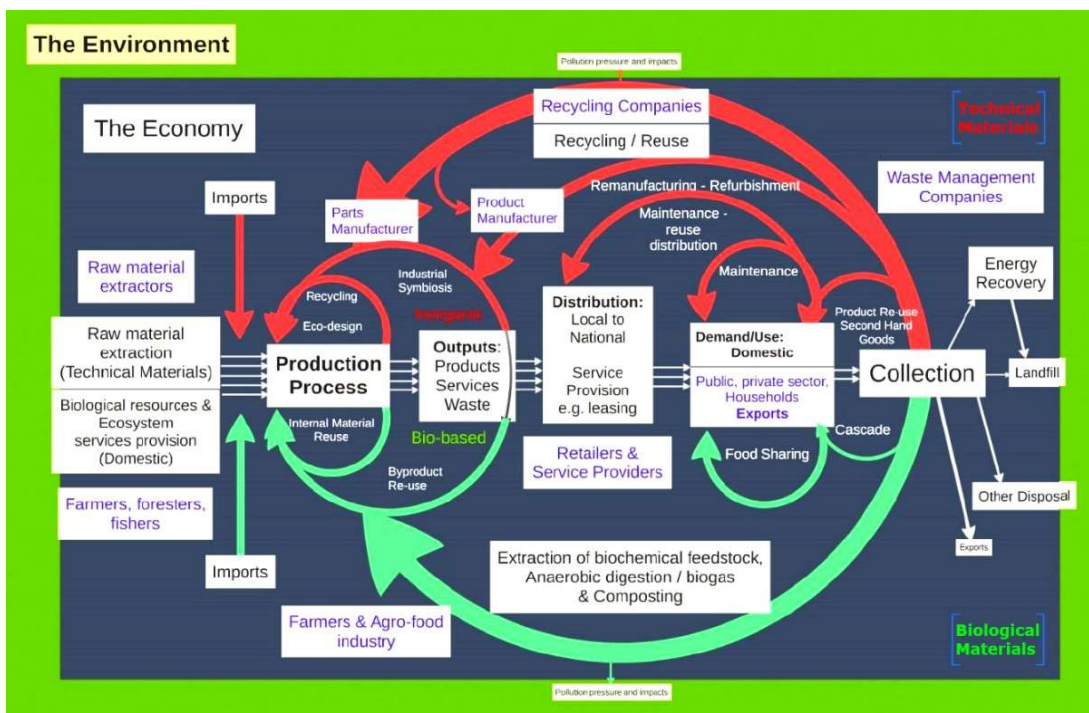 The Environment
Pollution pressure and impacts
The Economy
Recycling Companies
Recycling / Reuse
Technical
Materials
Waste Management
Companies
Imports
Parts
Manufacturer
Product
Manufacturer
Remanufacturing - Refurbishment
Maintenance -
reuse
distribution
Maintenance
Raw material
extractors
Recycling
Eco-design
Industrial
Symbiosis
Inorganic
Energy
Recovery
Raw material
extraction
(Technical Materials)
Biological resources &
Ecosystem
services provision
(Domestic)
Production
Process
Outputs:
Products
Services
Waste
Distribution:
Local to
National
Service
Provision
e.g. leasing
Demand/Use:
Domestic
Public, private sector,
Households
Exports
Product Re-use
Second Hand
Goods
Collection
Landfill
Internal Material
Reuse
Bio-based
Byproduct
Re-use
Retailers &
Service Providers
Food Sharing
Cascade
Other Disposal
Exports
Farmers, foresters,
fishers
Imports
Extraction of biochemical feedstock,
Anaerobic digestion / biogas
& Composting
Farmers & Agro-food
industry
Biological
Materials
Pollution pressure and impacts